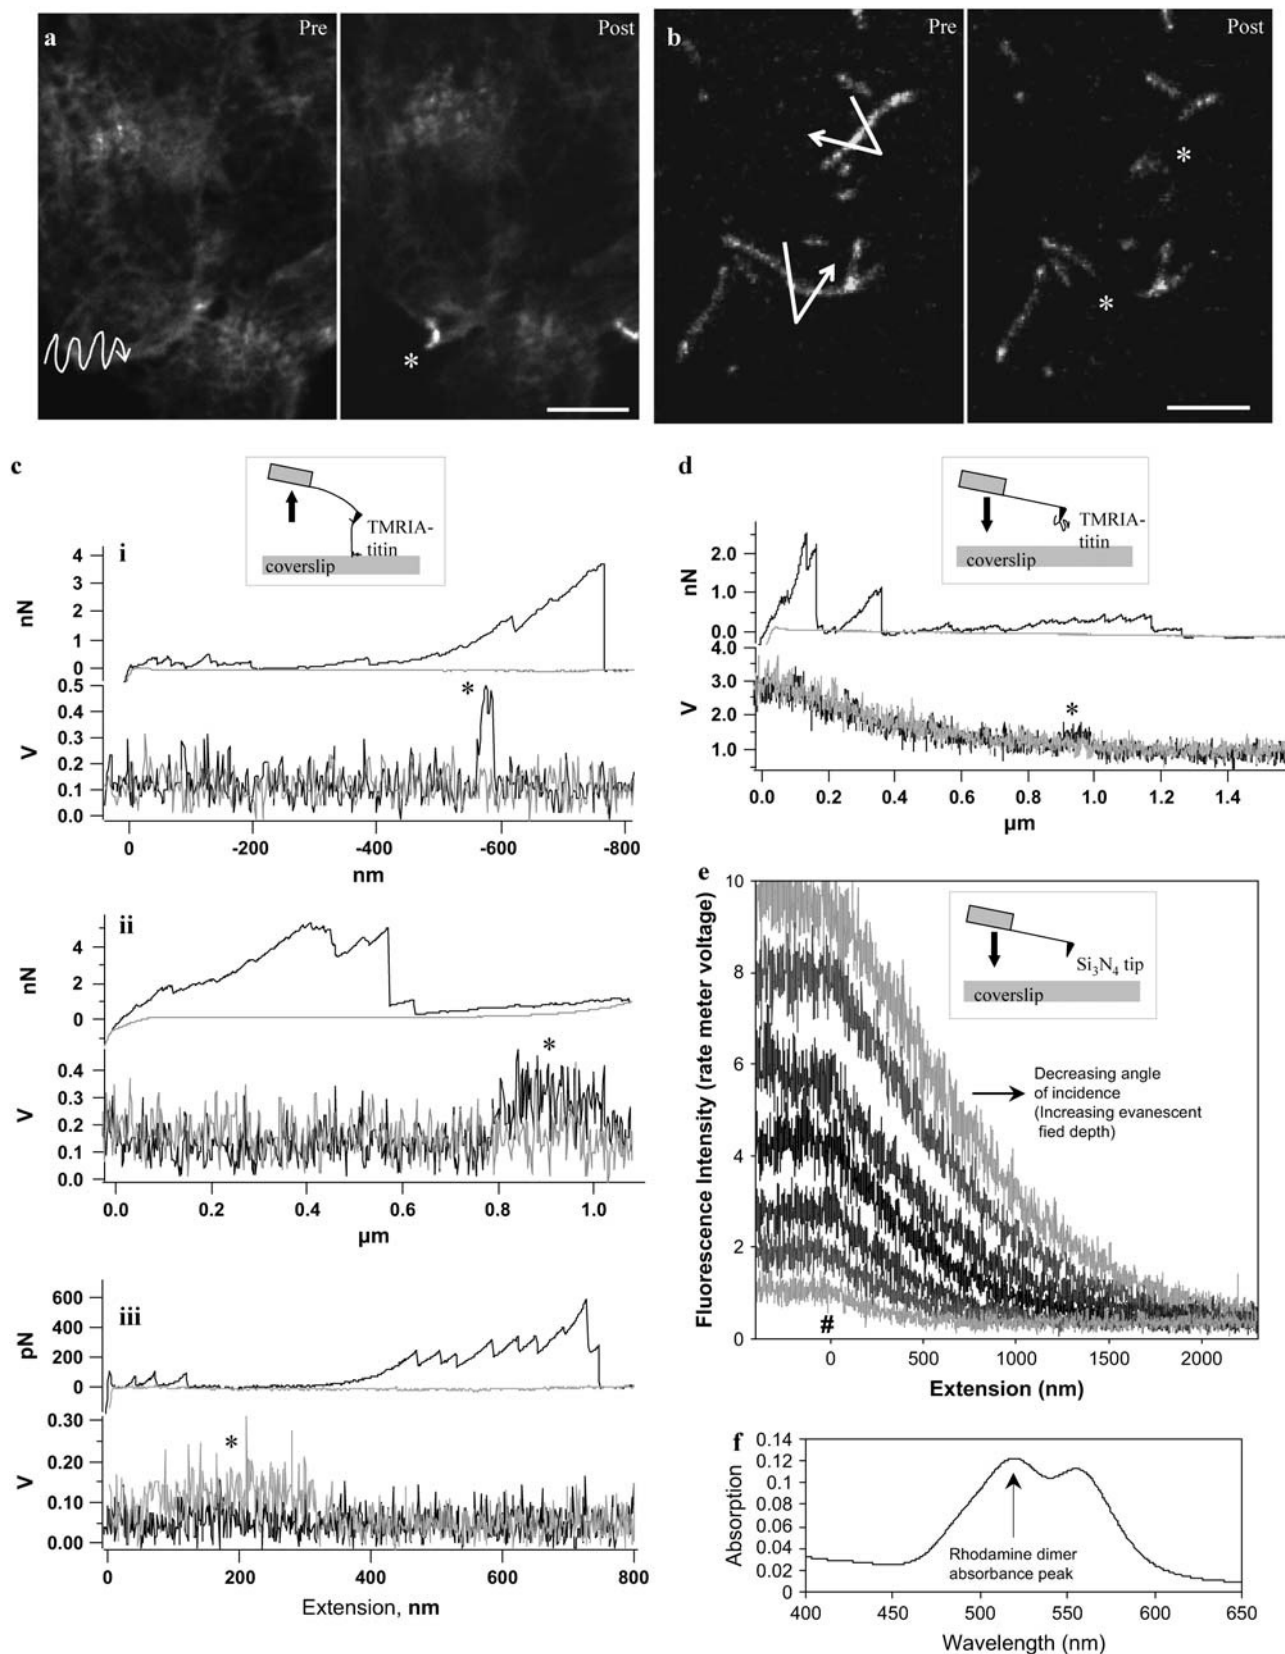 a
Pre
Post
*
b
Pre
Post
*
*
c
i
TMRIA-
titin
coverslip
4
3
2
1
0
nN
0.5
0.4
0.3
0.2
0.1
0.0
V
*
0
-200
-400
-600
-800
nm
ii
4
2
0
nN
0.4
0.3
0.2
0.1
0.0
V
*
0.0
0.2
0.4
0.6
0.8
1.0
µm
iii
600
400
200
0
pN
0.30
0.20
0.10
0.00
V
*
0
200
400
600
800
Extension, nm
d
TMRIA-
titin
coverslip
2.0
1.0
0.0
nN
4.0
3.0
2.0
1.0
V
*
0.0
0.2
0.4
0.6
0.8
1.0
1.2
1.4
µm
e
10
8
6
4
2
0
Fluorescence Intensity (rate meter voltage)
Si3N4 tip
coverslip
Decreasing angle
of incidence
(Increasing evanescent
fied depth)
#
0
500
1000
1500
2000
Extension (nm)
f
0.14
0.12
0.1
0.08
0.06
0.04
0.02
0
Absorption
Rhodamine dimer
absorbance peak
400
450
500
550
600
650
Wavelength (nm)